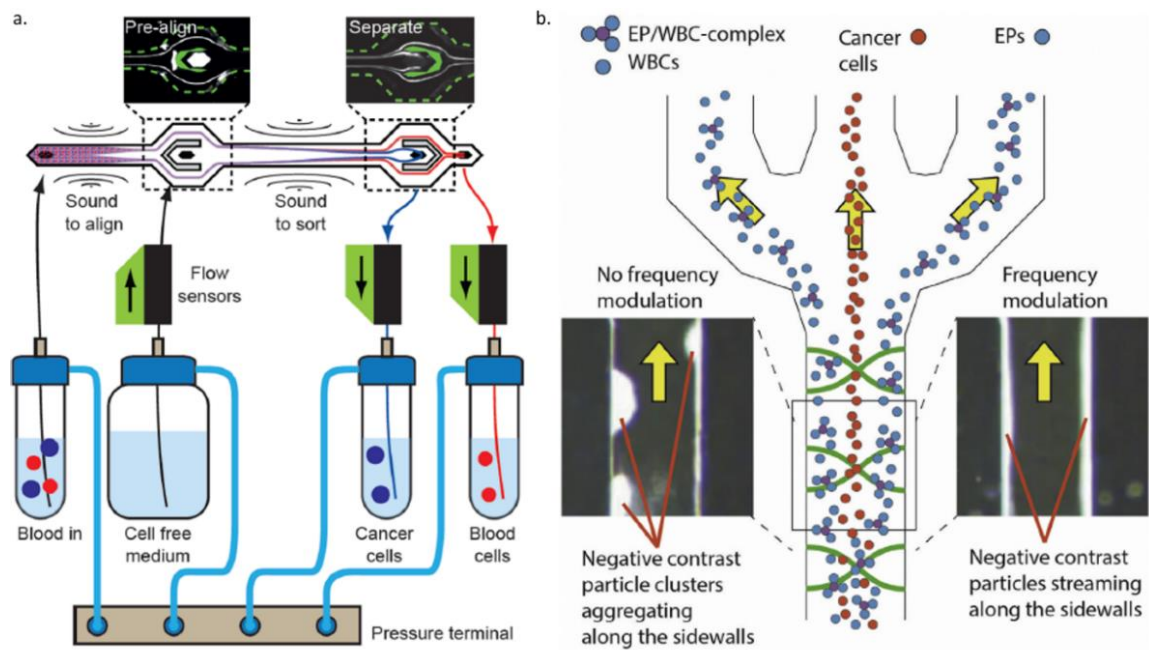 a.
Pre-align
Separate
Sound
to align
Sound
to sort
Flow
sensors
Blood in
Cell free
medium
Cancer
cells
Blood
cells
Pressure terminal
b.
EP/WBC-complex
WBCs
Cancer
cells
EPs
No frequency
modulation
Frequency
modulation
Negative contrast
particle clusters
aggregating
along the sidewalls
Negative contrast
particles streaming
along the sidewalls